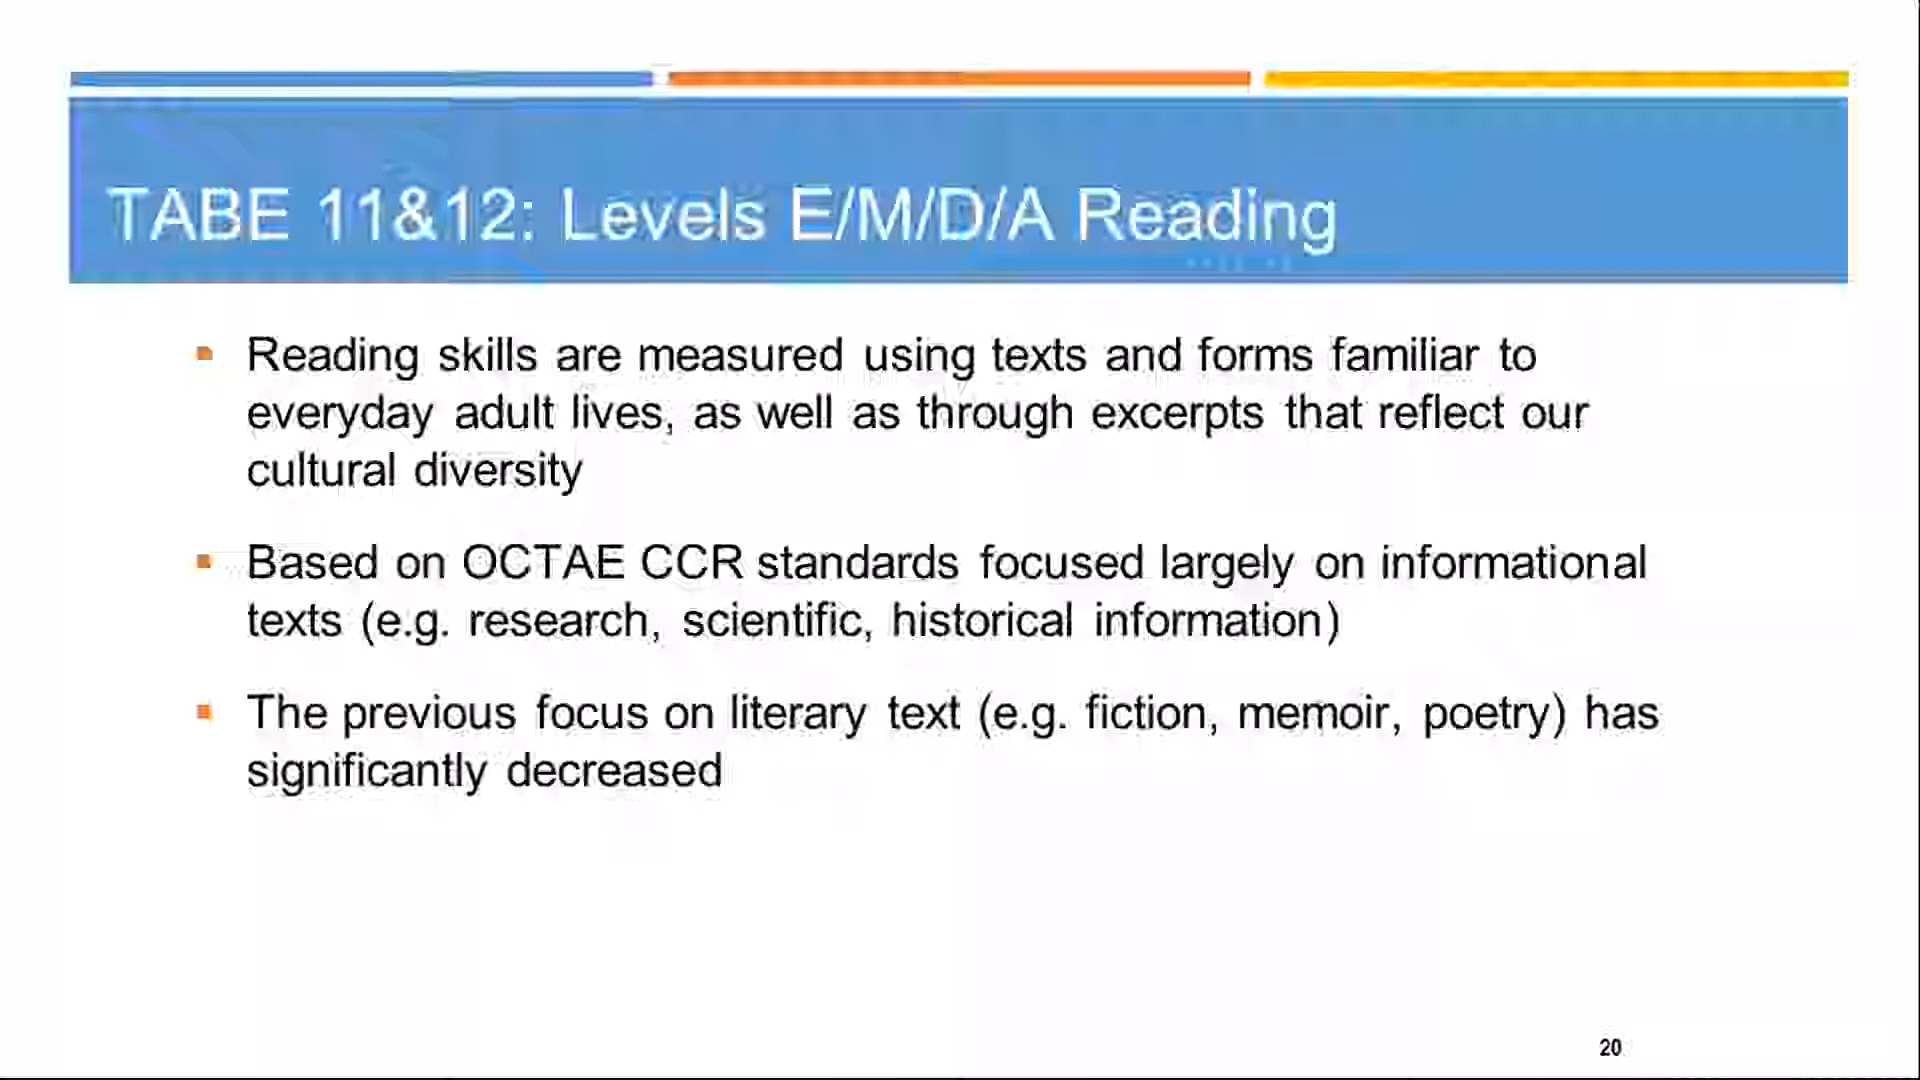 TABE 11&12: Levels E/M/D/A Reading
Reading skills are measured using texts and forms familiar to
everyday adult lives, as well as through excerpts that reflect our
cultural diversity
Based on OCTAE CCR standards focused largely on informational
texts (e.g. research, scientific, historical information)
The previous focus on literary text (e.g. fiction, memoir, poetry) has
significantly decreased
20